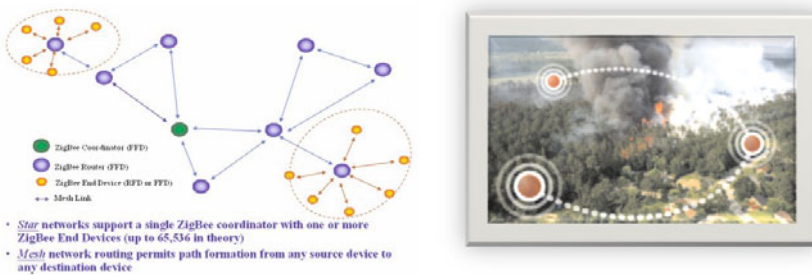 ZigBee Coordinator (FFD)
ZigBee Router (FFD)
ZigBee End Device (RFD or FFD)
Mesh Link
• Star networks support a single ZigBee coordinator with one or more
ZigBee End Devices (up to 65,536 in theory)
• Mesh network routing permits path formation from any source device to
any destination device